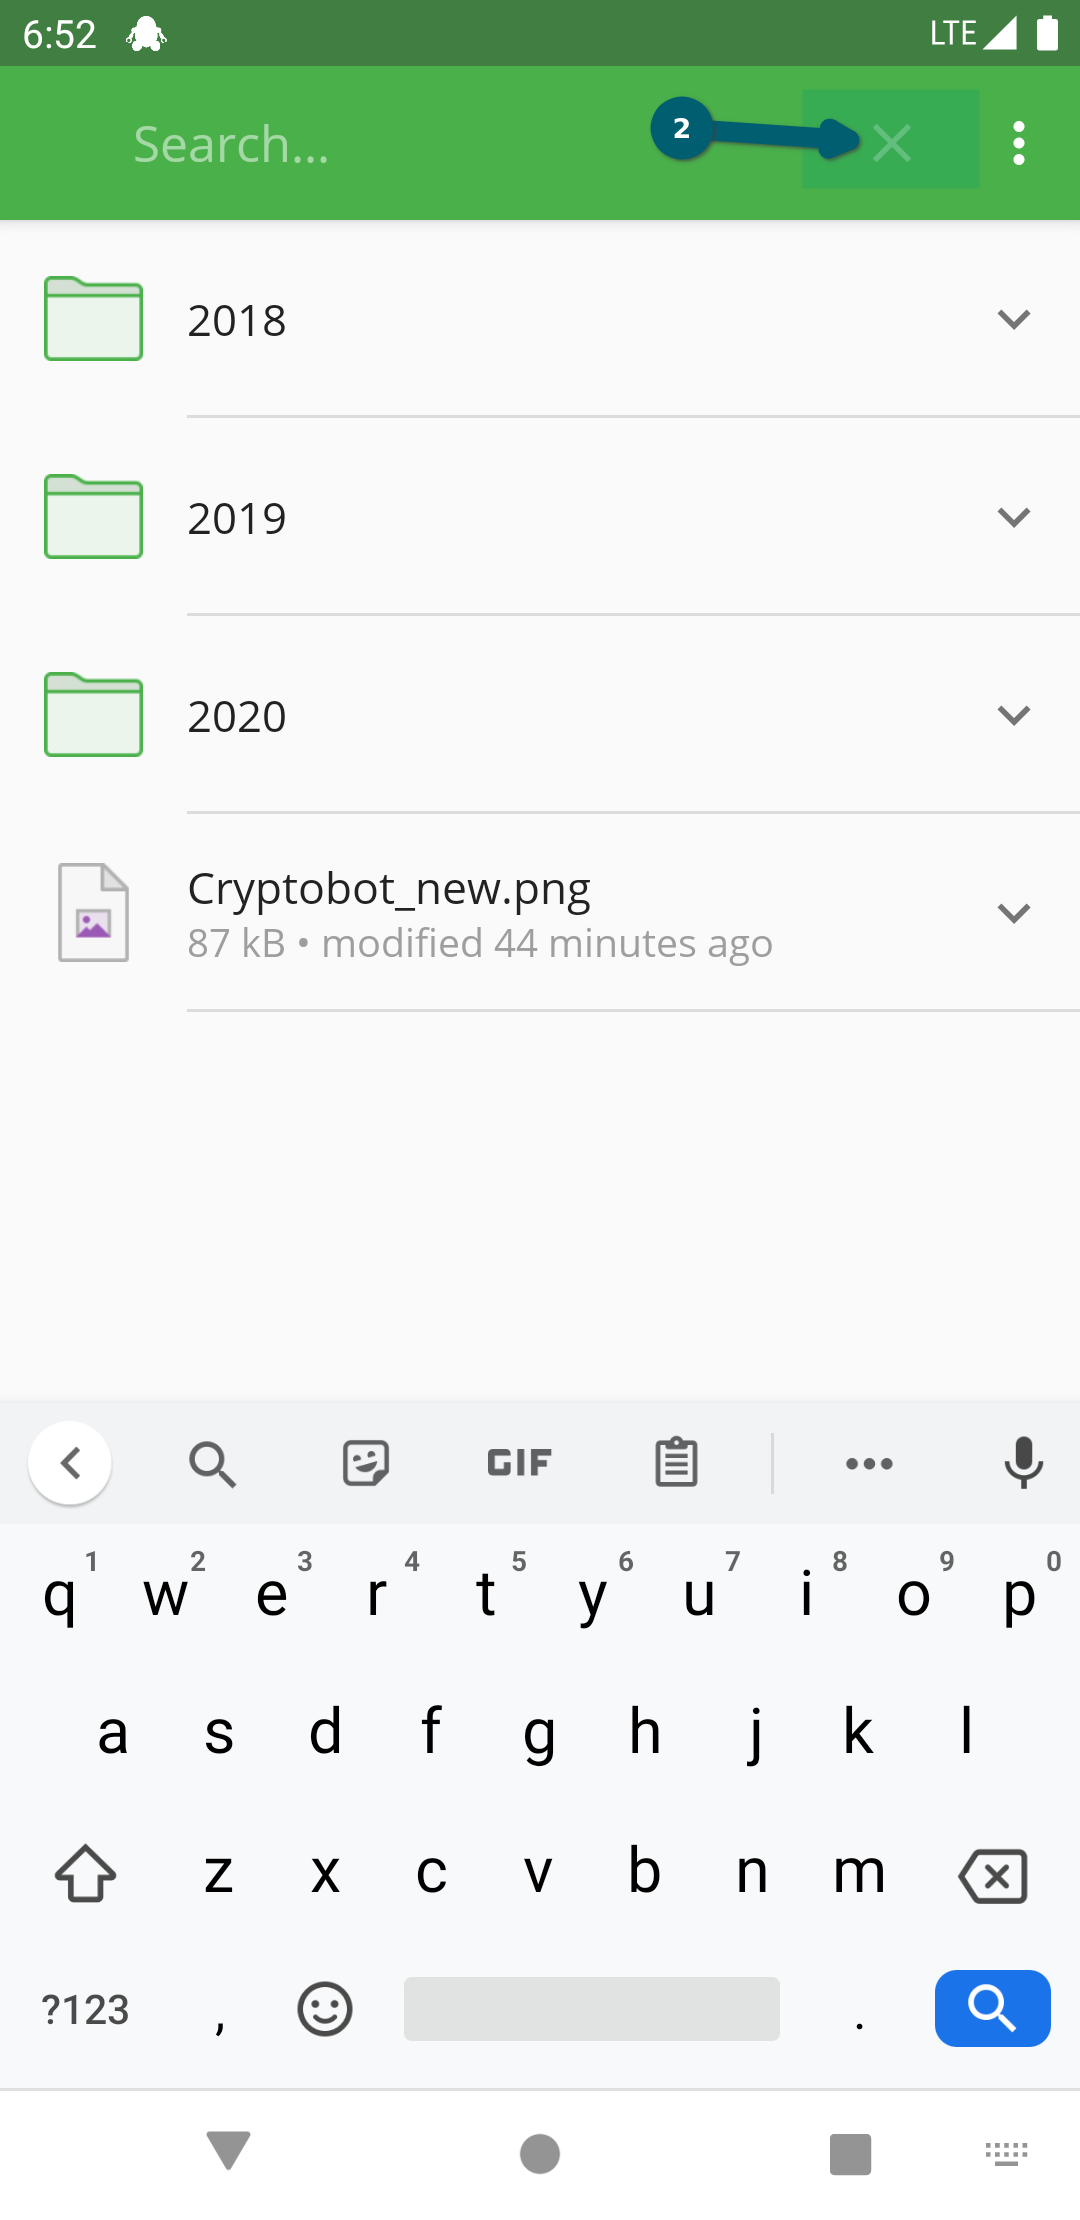 6:52 LTE
Search...
2
2018
2019
2020
Cryptobot_new.png
87 kB • modified 44 minutes ago
GIF
1 2 3 4 5 6 7 8 9 0
q w e r t y u i o p
a s d f g h j k l
z x c v b n m
?123 , .